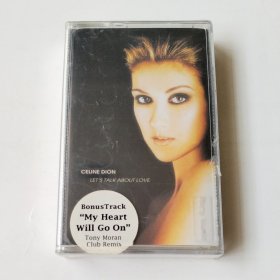 CELINE DION
LET'S TALK ABOUT LOVE
BonusTrack
"My Heart
Will Go On"
Tony Moran
Club Remix